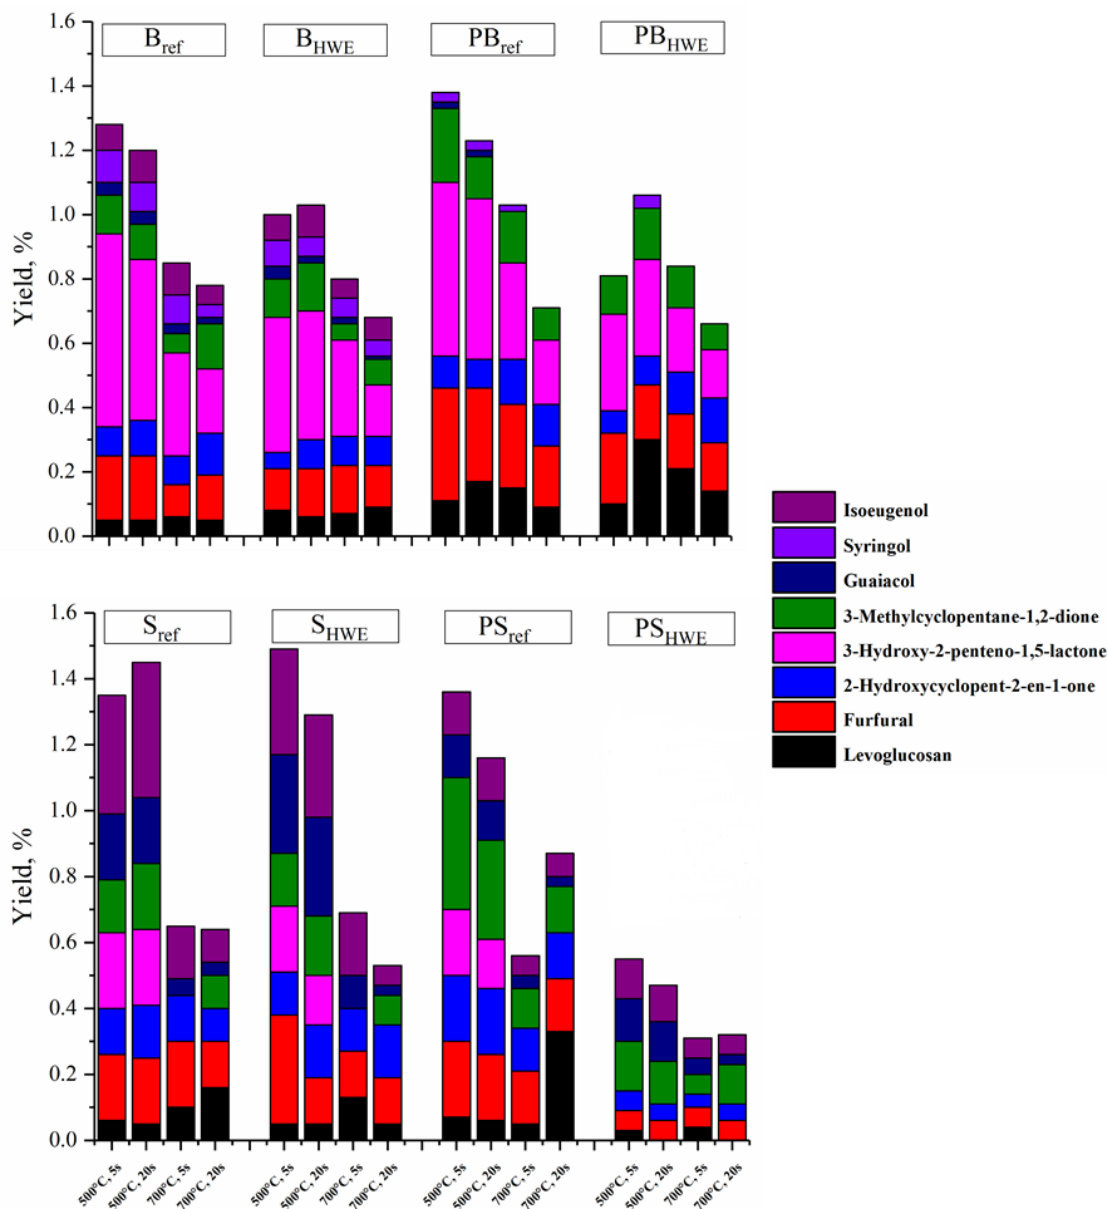 1.6
1.4
1.2
1.0
0.8
0.6
0.4
0.2
0.0
Yield, %
Bref
BHWE
PBref
PBHWE
Isoeugenol
Syringol
Guaiacol
3-Methylcyclopentane-1,2-dione
3-Hydroxy-2-penteno-1,5-lactone
2-Hydroxycyclopent-2-en-1-one
Furfural
Levoglucosan
1.6
1.4
1.2
1.0
0.8
0.6
0.4
0.2
0.0
Yield, %
Sref
SHWE
PSref
PSHWE
500°C, 5s
500°C, 20s
700°C, 5s
700°C, 20s
500°C, 5s
500°C, 20s
700°C, 5s
700°C, 20s
500°C, 5s
500°C, 20s
700°C, 5s
700°C, 20s
500°C, 5s
500°C, 20s
700°C, 5s
700°C, 20s